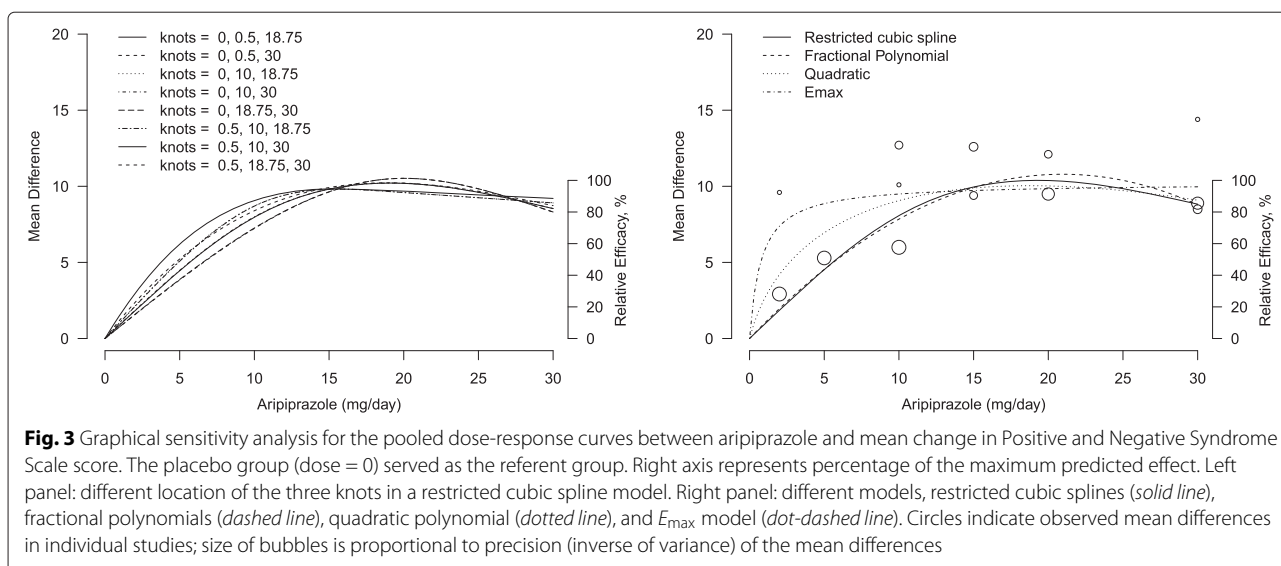 20
15
10
5
0
Mean Difference
knots = 0, 0.5, 18.75
knots = 0, 0.5, 30
knots = 0, 10, 18.75
knots = 0, 10, 30
knots = 0, 18.75, 30
knots = 0.5, 10, 18.75
knots = 0.5, 10, 30
knots = 0.5, 18.75, 30
100
80
60
40
20
0
Relative Efficacy, %
0 5 10 15 20 25 30
Aripiprazole (mg/day)
20
15
10
5
0
Mean Difference
Restricted cubic spline
Fractional Polynomial
Quadratic
Emax
100
80
60
40
20
0
Relative Efficacy, %
0 5 10 15 20 25 30
Aripiprazole (mg/day)
Fig. 3 Graphical sensitivity analysis for the pooled dose-response curves between aripiprazole and mean change in Positive and Negative Syndrome
Scale score. The placebo group (dose = 0) served as the referent group. Right axis represents percentage of the maximum predicted effect. Left
panel: different location of the three knots in a restricted cubic spline model. Right panel: different models, restricted cubic splines (solid line),
fractional polynomials (dashed line), quadratic polynomial (dotted line), and Emax model (dot-dashed line). Circles indicate observed mean differences
in individual studies; size of bubbles is proportional to precision (inverse of variance) of the mean differences